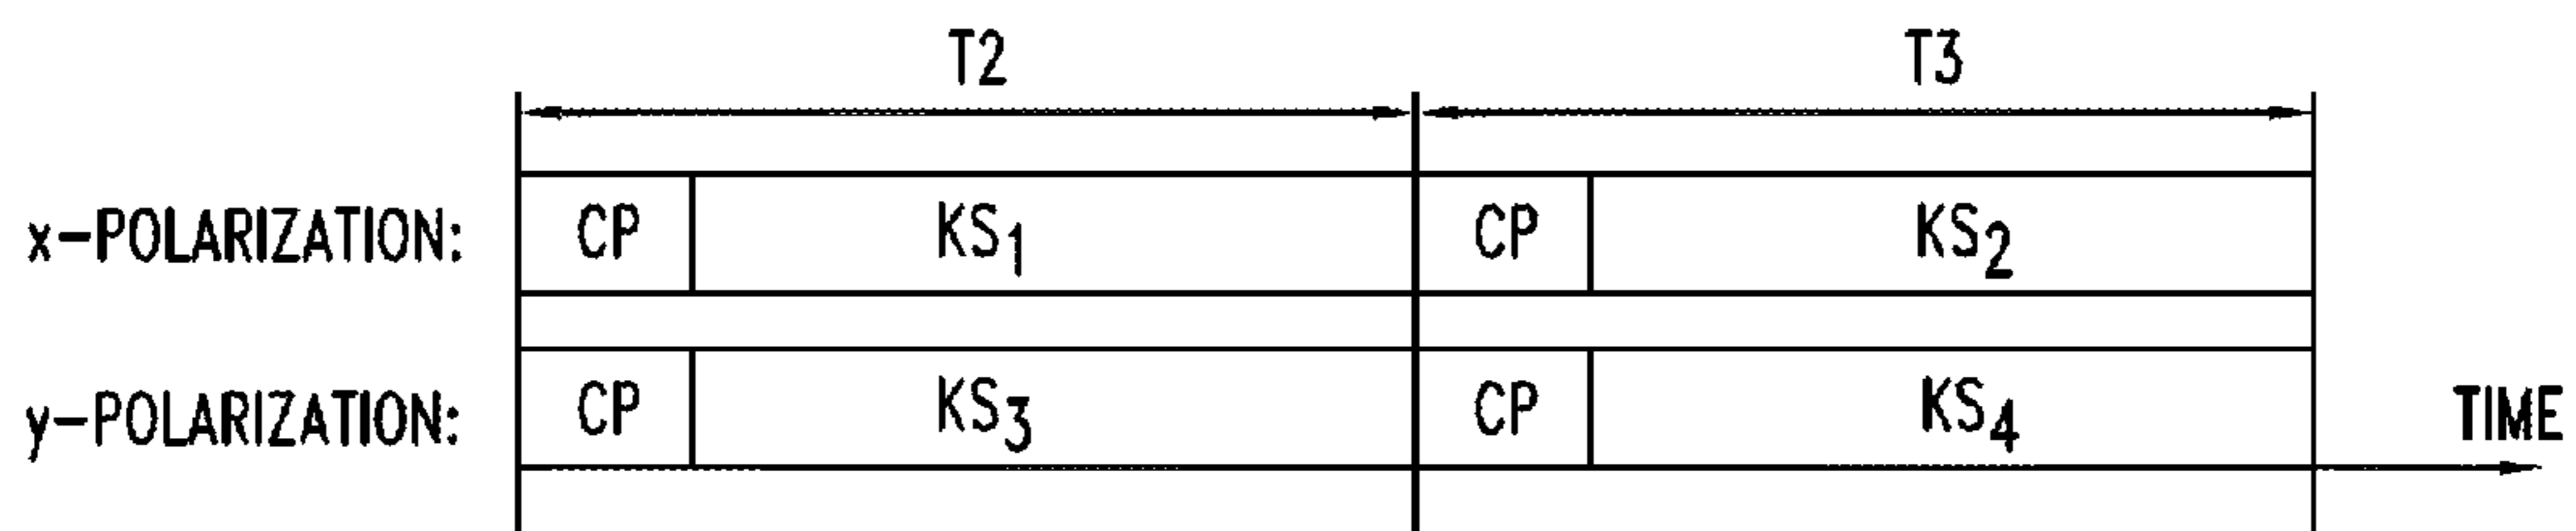 T2 T3
x-POLARIZATION: CP KS1 CP KS2
y-POLARIZATION: CP KS3 CP KS4
TIME